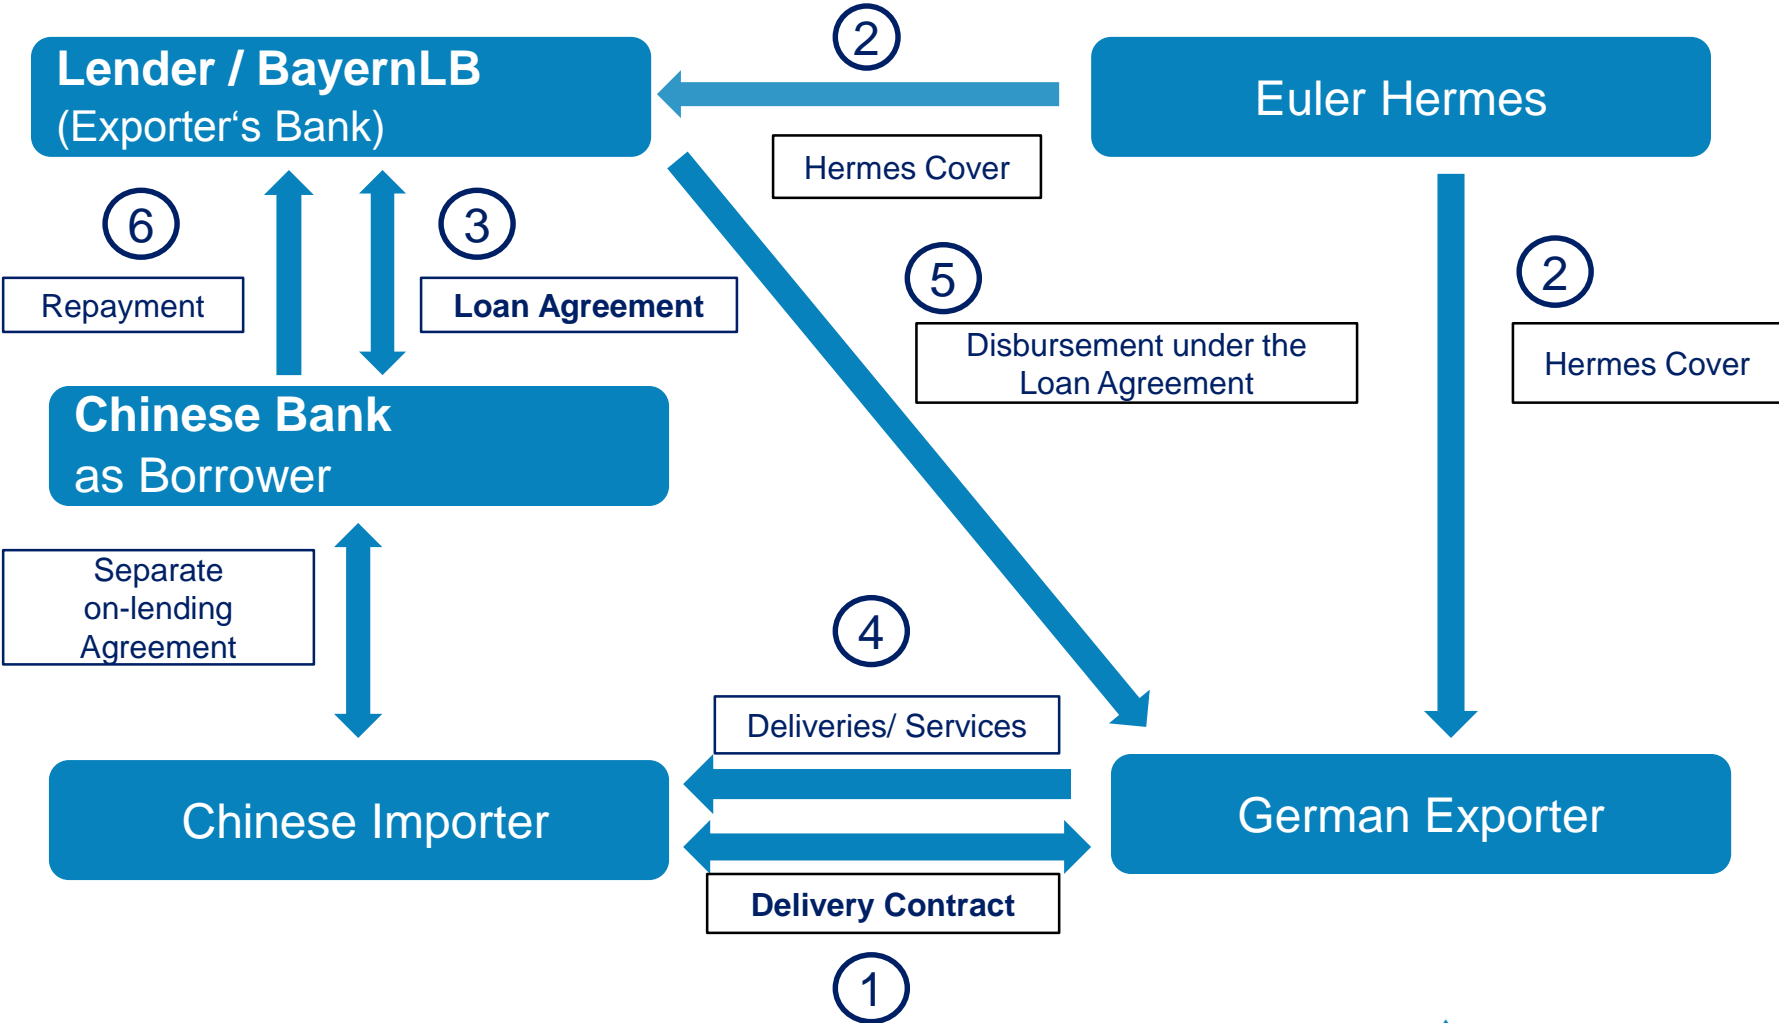 2
Lender / BayernLB
(Exporter‘s Bank)
Euler Hermes
Hermes Cover
6
3
5
2
Repayment
Loan Agreement
Disbursement under the
Loan Agreement
Hermes Cover
Chinese Bank
as Borrower
Separate
on-lending
Agreement
4
Deliveries/ Services
Chinese Importer
German Exporter
Delivery Contract
1